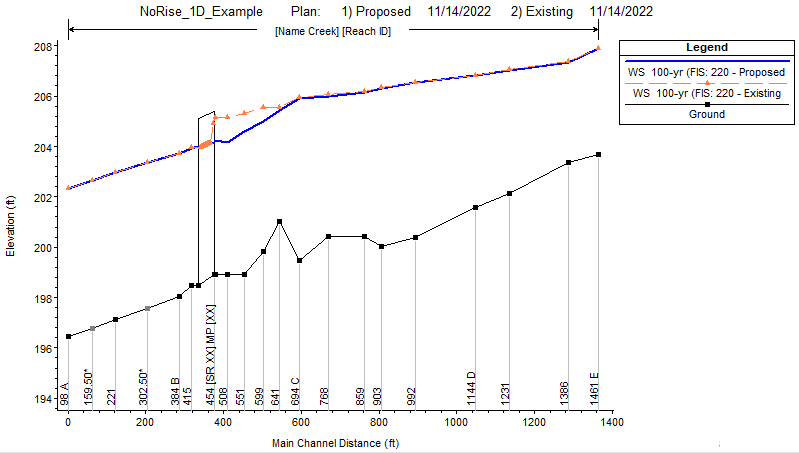 NoRise_1D_Example Plan: 1) Proposed 11/14/2022 2) Existing 11/14/2022
[Name Creek] [Reach ID]
Legend
WS 100-yr (FIS: 220 - Proposed
WS 100-yr (FIS: 220 - Existing
Ground
Elevation (ft)
208
206
204
202
200
198
196
194
98 A
159.50*
221
302.50*
384 B
415
454 [SR XX] MP [XX]
508
551
599
641
694 C
768
859
903
992
1144 D
1231
1386
1461 E
0 200 400 600 800 1000 1200 1400
Main Channel Distance (ft)